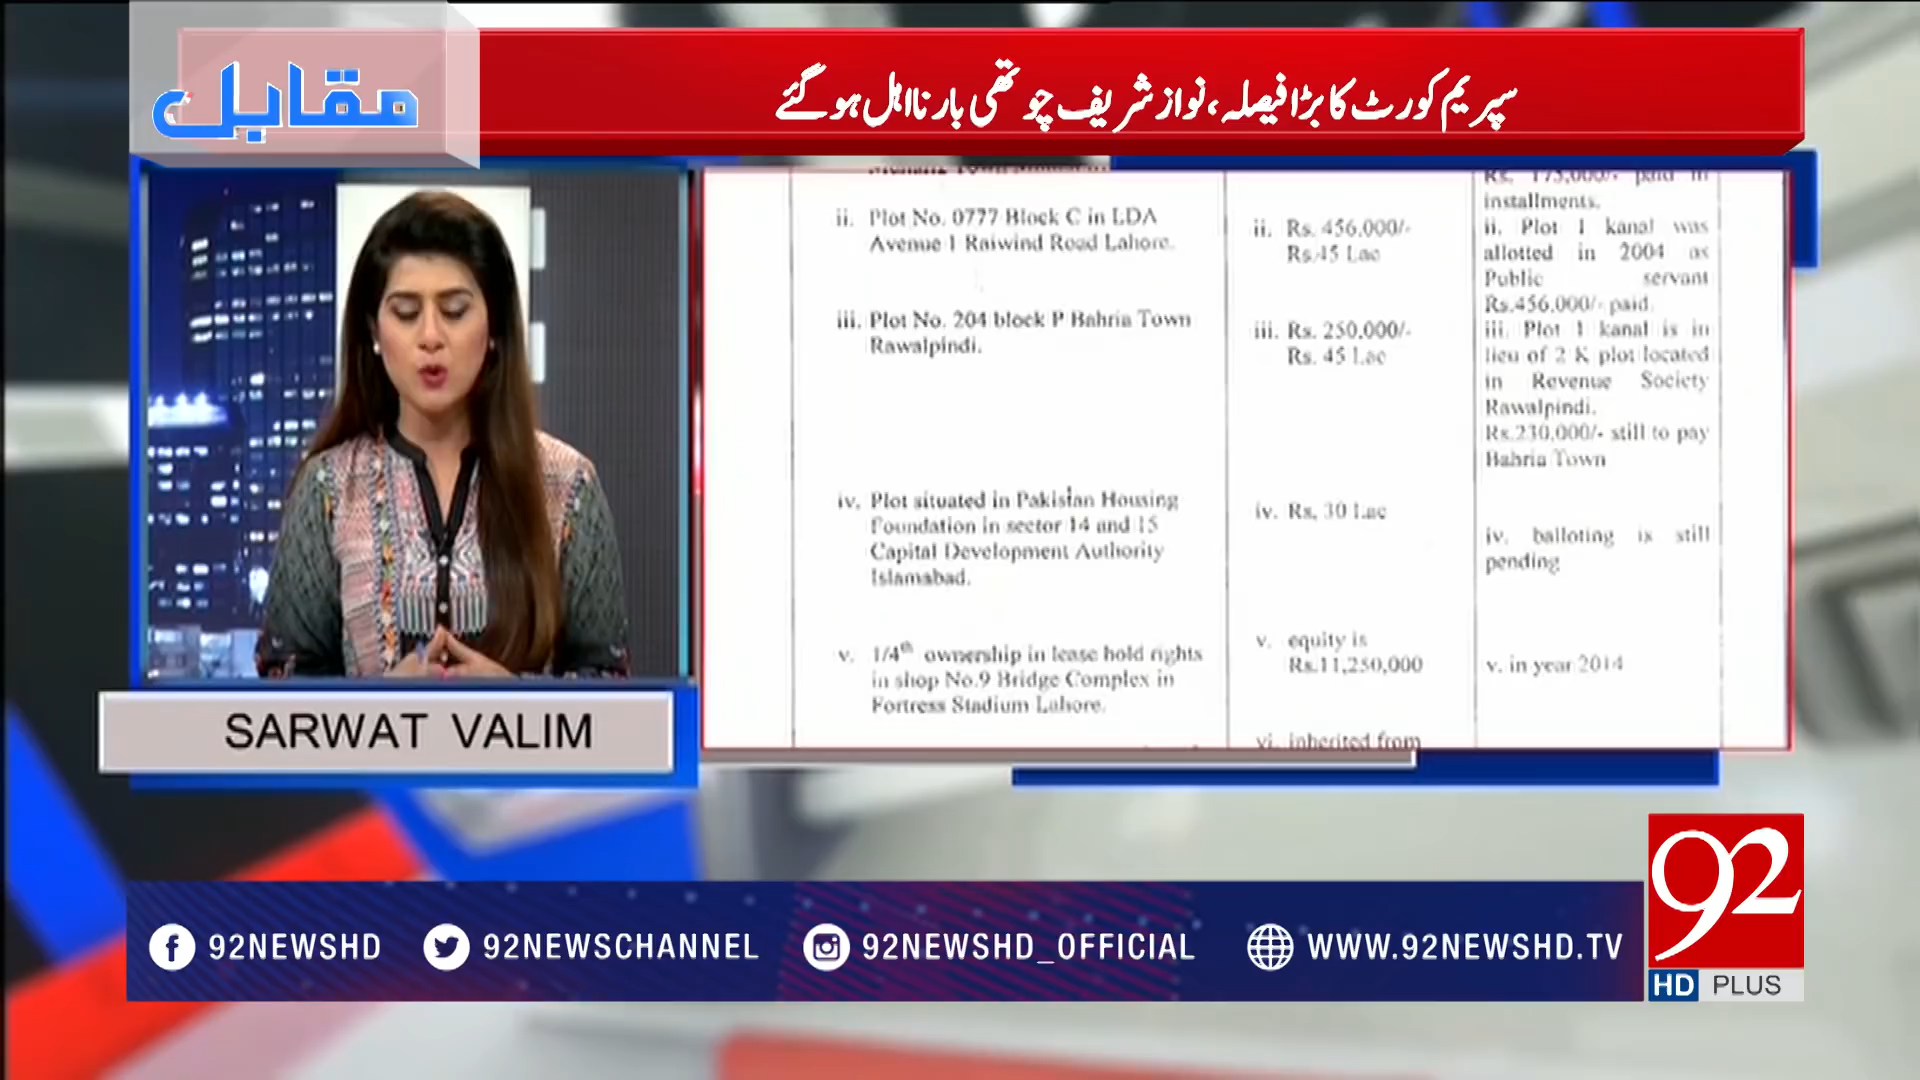 مقابل
سپریم کورٹ کا بڑا فیصلہ، نواز شریف چوتھی بار نااہل ہو گئے
ii. Plot No. 0777 Block C in LDA
Avenue 1 Raiwind Road Lahore.
iii. Plot No. 204 block P Bahria Town
Rawalpindi.
iv. Plot situated in Pakistan Housing
Foundation in sector 14 and 15
Capital Development Authority
Islamabad.
v. 1/4th ownership in lease hold rights
in shop No.9 Bridge Complex in
Fortress Stadium Lahore.
ii. Rs. 456,000/-
Rs.45 Lac
iii. Rs. 250,000/-
Rs. 45 Lac
iv. Rs. 30 Lac
v. equity is
Rs.11,250,000
vi. inherited from
Rs. 175,000/- paid in
installments.
ii. Plot 1 kanal was
allotted in 2004 as
Public servant
Rs.456,000/- paid.
iii. Plot 1 kanal is in
lieu of 2 K plot located
in Revenue Society
Rawalpindi.
Rs.230,000/- still to pay
Bahria Town
iv. balloting is still
pending
v. in year 2014
SARWAT VALIM
92NEWSHD
92NEWSCHANNEL
92NEWSHD_OFFICIAL
WWW.92NEWSHD.TV
92
HD PLUS